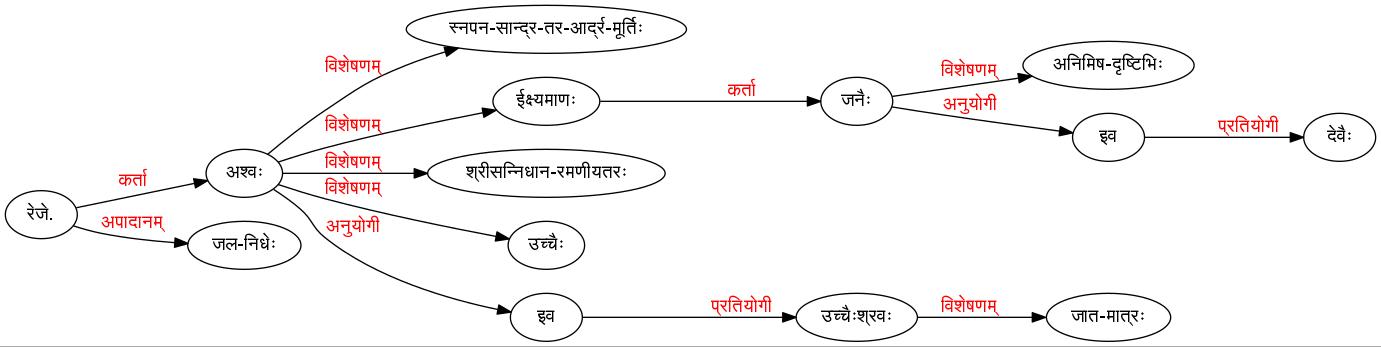 स्नपन-सान्द्र-तर-आर्द्र-मूर्तिः
विशेषणम्
अनिमिष-दृष्टिभिः
विशेषणम्
ईक्ष्यमाणः
कर्ता
जनैः
अनुयोगी
विशेषणम्
इव
प्रतियोगी
देवैः
अश्वः
विशेषणम्
श्रीसन्निधान-रमणीयतरः
कर्ता
विशेषणम्
रेजे.
अपादानम्
जल-निधेः
अनुयोगी
उच्चैः
इव
प्रतियोगी
उच्चैःश्रवः
विशेषणम्
जात-मात्रः